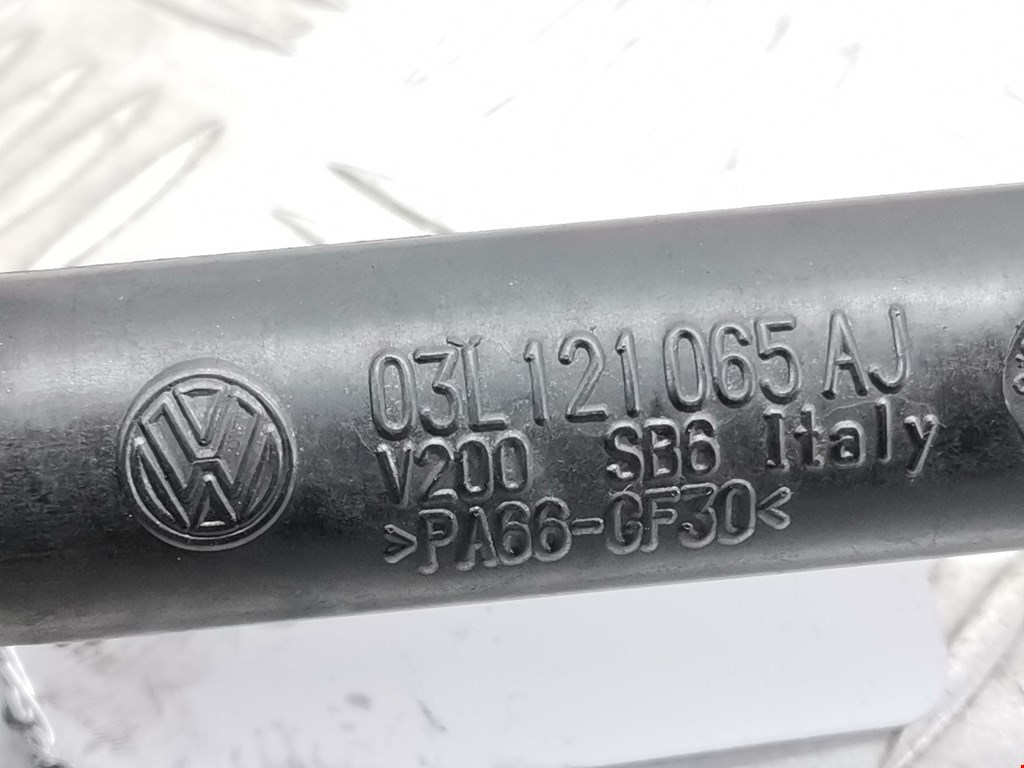 03L 121 065 AJ
V200 SB6 Italy
>PA66-GF30<